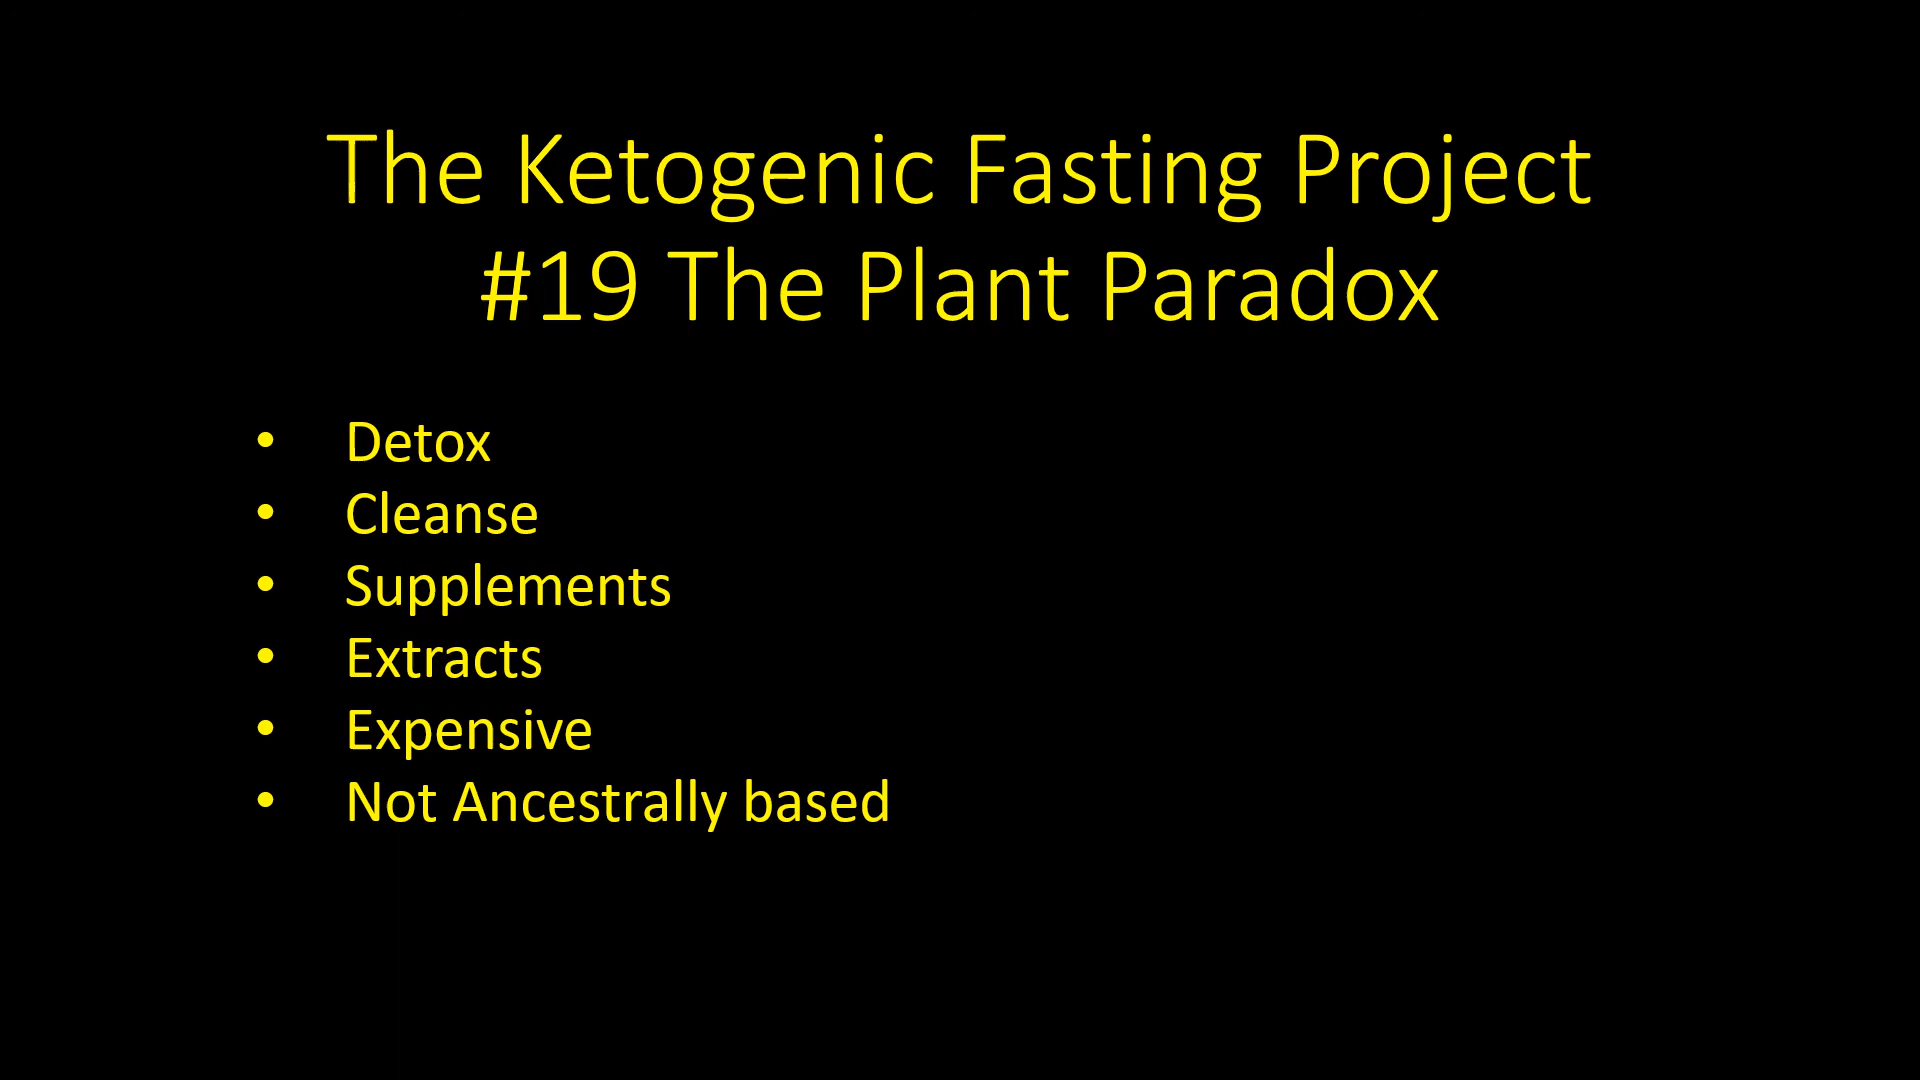 The Ketogenic Fasting Project
#19 The Plant Paradox
• Detox
• Cleanse
• Supplements
• Extracts
• Expensive
• Not Ancestrally based